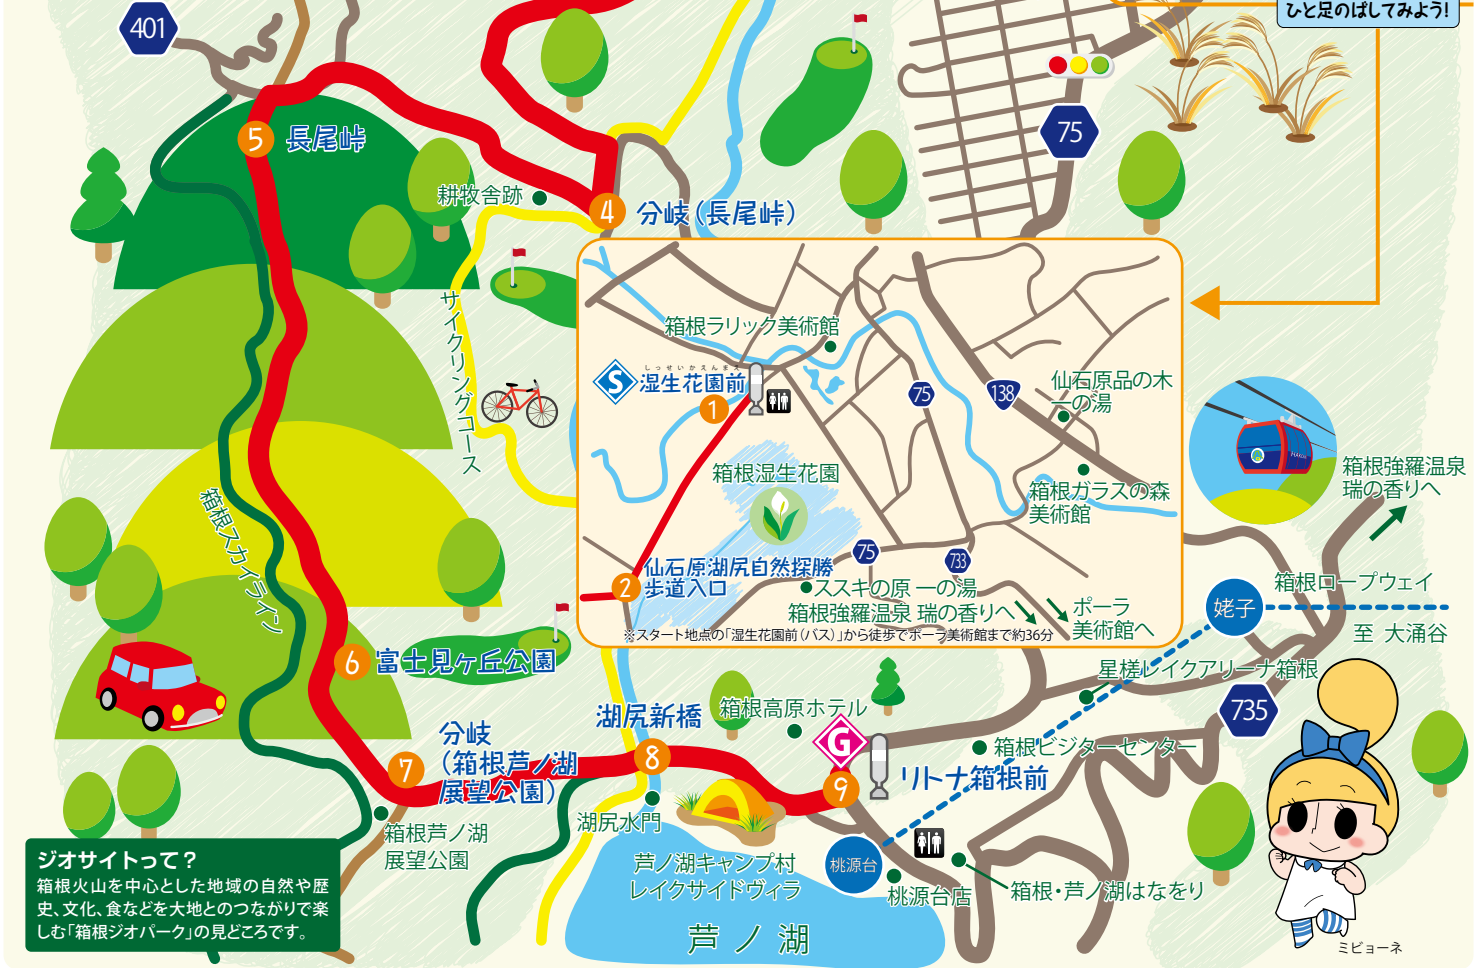 ひと足のばしてみよう!
401
75
5
長尾峠
耕牧舎跡
4
分岐(長尾峠)
サイクリングコース
箱根ラリック美術館
しっせいかえんまえ
S
湿生花園前
1
75
138
仙石原品の木
一の湯
箱根湿生花園
箱根ガラスの森
美術館
箱根強羅温泉
瑞の香りへ
箱根スカイライン
75
733
仙石原湖尻自然探勝
歩道入口
2
ススキの原 一の湯
箱根強羅温泉 瑞の香りへ
ポーラ
美術館へ
※スタート地点の「湿生花園前(バス)」から徒歩でポーラ美術館まで約36分
箱根ロープウェイ
姥子
至 大涌谷
6
富士見ヶ丘公園
星槎レイクアリーナ箱根
735
湖尻新橋
箱根高原ホテル
分岐
(箱根芦ノ湖
展望公園)
7
8
G
箱根ビジターセンター
9
リトナ箱根前
湖尻水門
箱根芦ノ湖
展望公園
芦ノ湖キャンプ村
レイクサイドヴィラ
桃源台
桃源台店
箱根・芦ノ湖はなをり
芦ノ湖
ジオサイトって?
箱根火山を中心とした地域の自然や歴
史、文化、食などを大地とのつながりで楽
しむ「箱根ジオパーク」の見どころです。
ミビョーネ